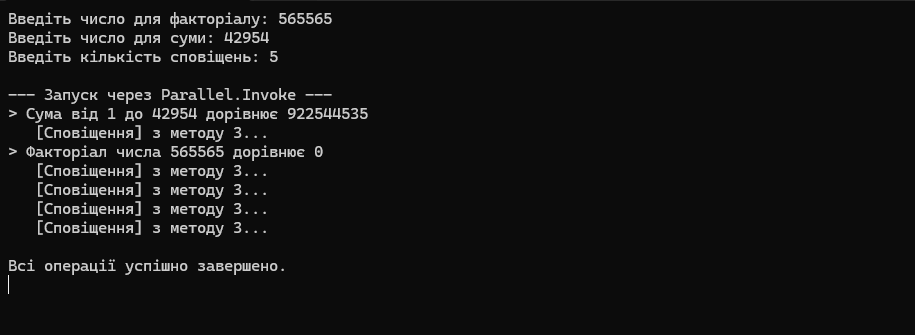 Введіть число для факторіалу: 565565
Введіть число для суми: 42954
Введіть кількість сповіщень: 5
--- Запуск через Parallel.Invoke ---
> Сума від 1 до 42954 дорівнює 922544535
[Сповіщення] з методу 3...
> Факторіал числа 565565 дорівнює 0
[Сповіщення] з методу 3...
[Сповіщення] з методу 3...
[Сповіщення] з методу 3...
[Сповіщення] з методу 3...
Всі операції успішно завершено.